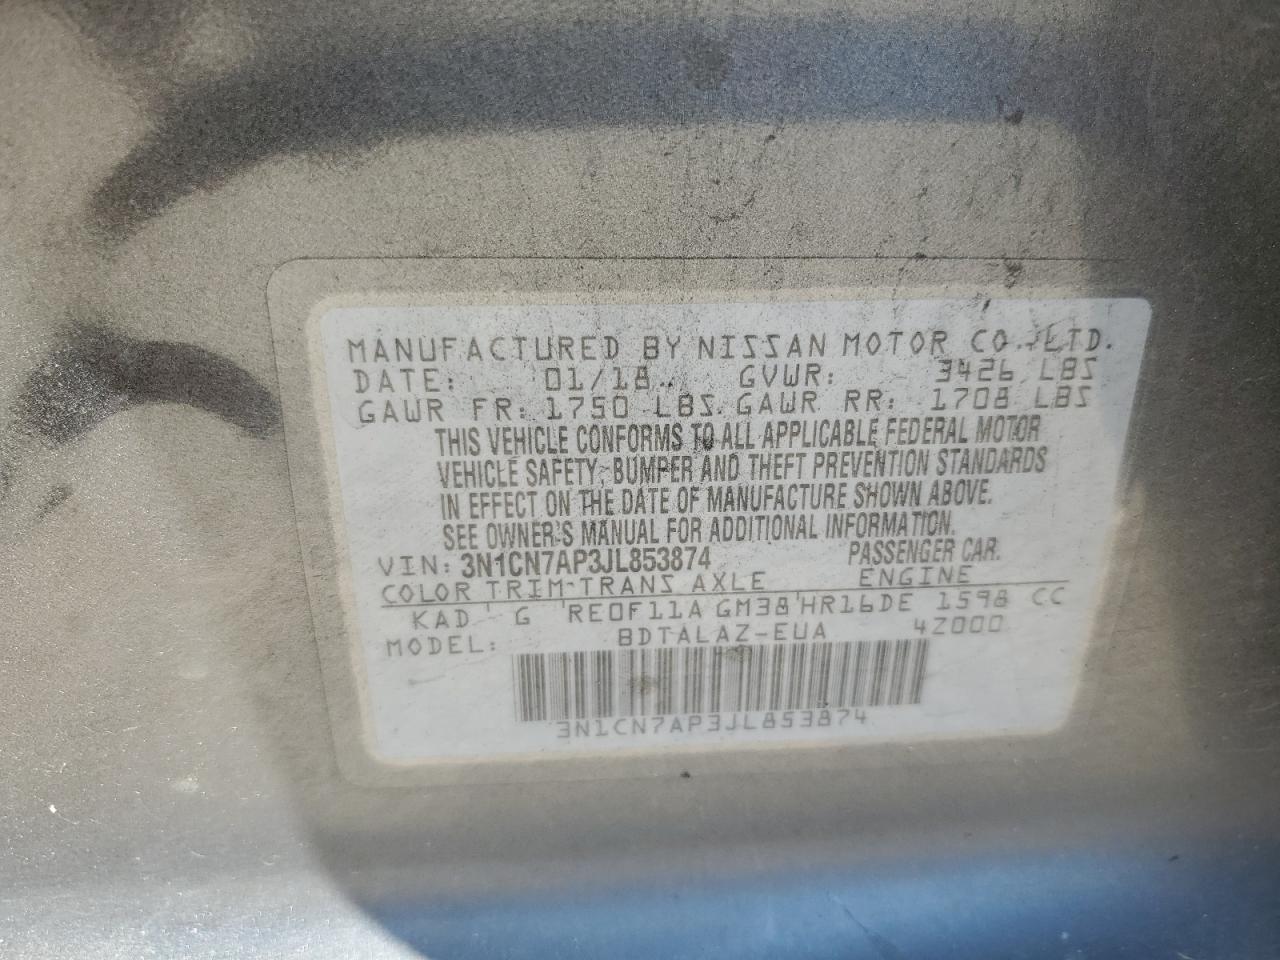 MANUFACTURED BY NISSAN MOTOR CO.,LTD.
DATE: 01/18 GVWR: 3426 LBS
GAWR FR: 1750 LBS. GAWR RR: 1708 LBS
THIS VEHICLE CONFORMS TO ALL APPLICABLE FEDERAL MOTOR
VEHICLE SAFETY, BUMPER AND THEFT PREVENTION STANDARDS
IN EFFECT ON THE DATE OF MANUFACTURE SHOWN ABOVE.
SEE OWNER'S MANUAL FOR ADDITIONAL INFORMATION.
VIN: 3N1CN7AP3JL853874 PASSENGER CAR.
COLOR TRIM TRANS AXLE ENGINE
KAD G RE0F11A GM38 HR16DE 1598 CC
MODEL: BDTALAZ-EUA 4Z000
3N1CN7AP3JL853874